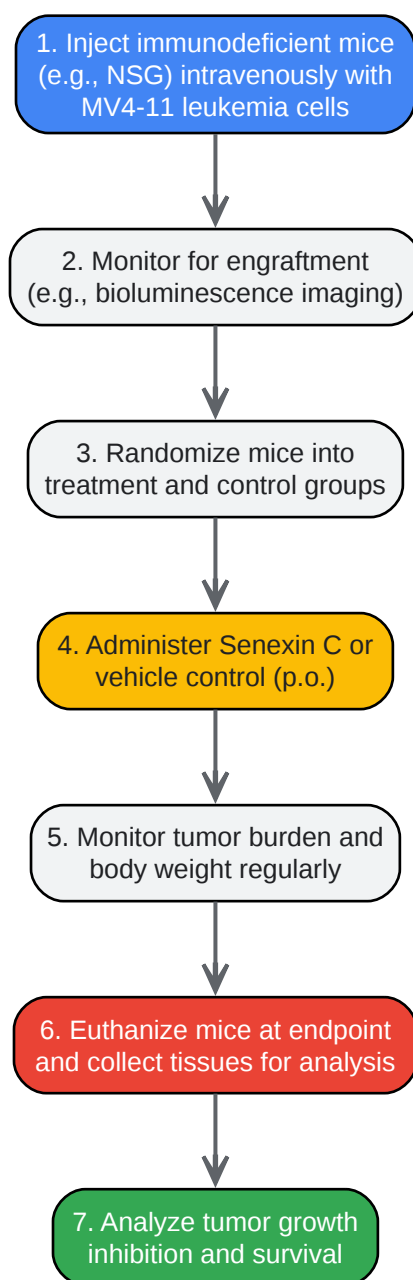 1. Inject immunodeficient mice
(e.g., NSG) intravenously with
MV4-11 leukemia cells
2. Monitor for engraftment
(e.g., bioluminescence imaging)
3. Randomize mice into
treatment and control groups
4. Administer Senexin C or
vehicle control (p.o.)
5. Monitor tumor burden and
body weight regularly
6. Euthanize mice at endpoint
and collect tissues for analysis
7. Analyze tumor growth
inhibition and survival